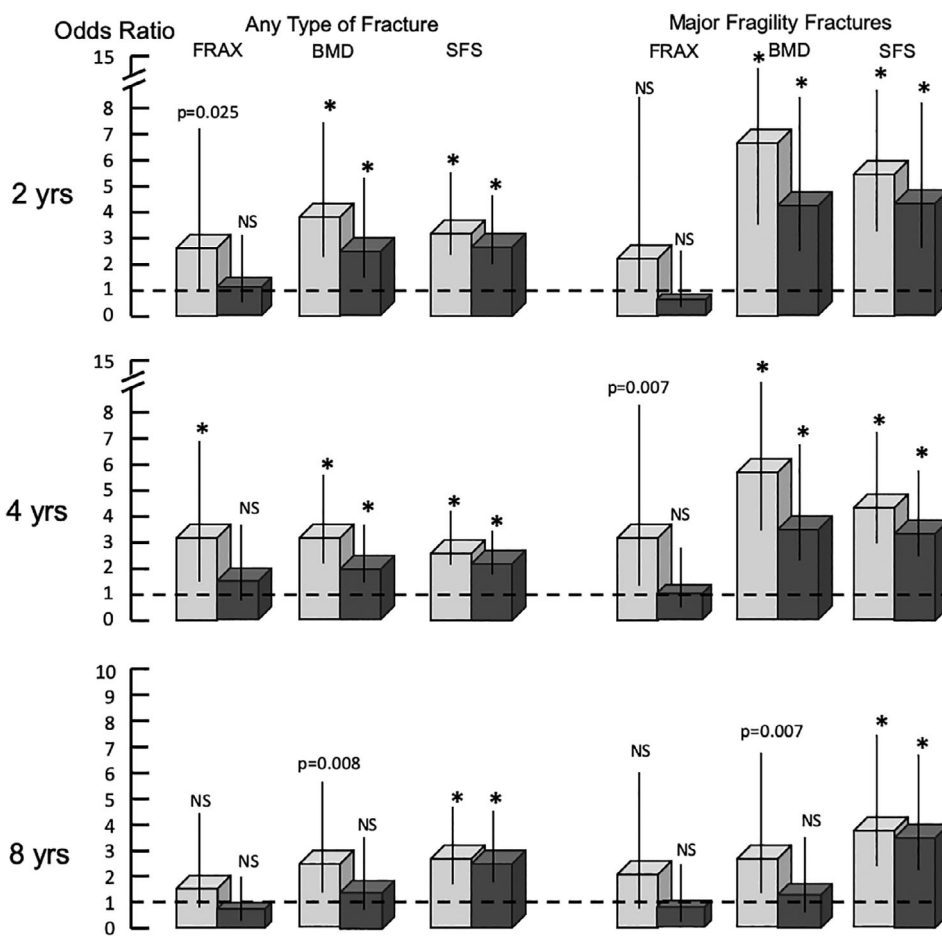 Odds Ratio Any Type of Fracture Major Fragility Fractures
FRAX BMD SFS FRAX BMD SFS
2 yrs
15
8
7
6
5
4
3
2
1
0
p=0.025
NS
*
*
*
*
NS
NS
*
*
*
*
4 yrs
15
8
7
6
5
4
3
2
1
0
*
NS
*
*
*
*
p=0.007
NS
*
*
*
*
8 yrs
10
9
8
7
6
5
4
3
2
1
0
NS
NS
p=0.008
NS
*
*
NS
NS
p=0.007
NS
*
*